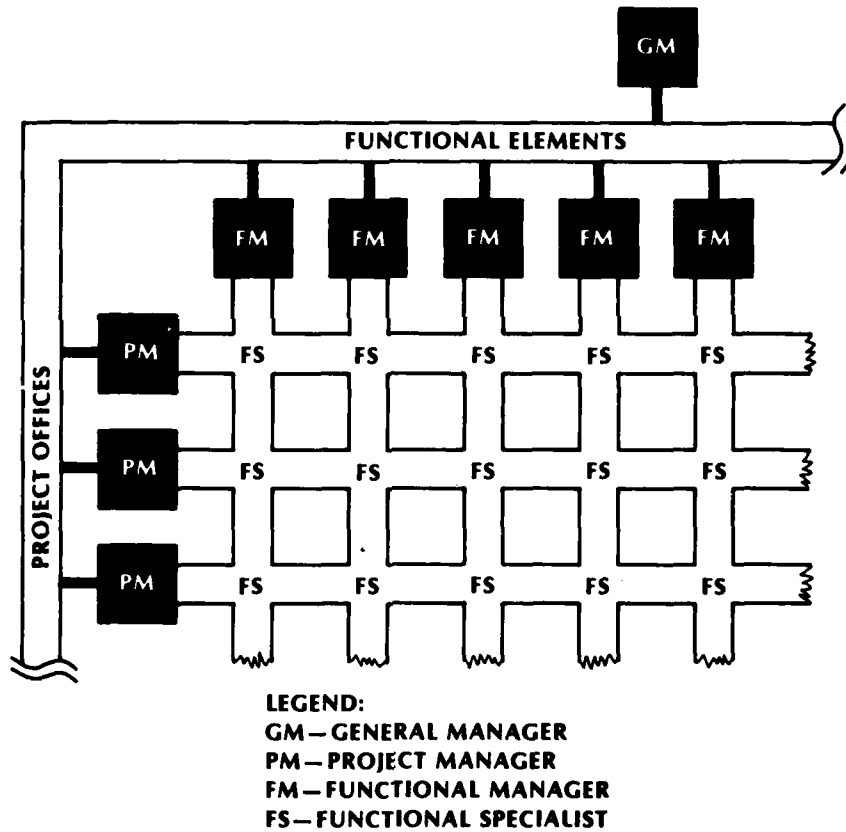 GM
FUNCTIONAL ELEMENTS
FM FM FM FM FM
PROJECT OFFICES
PM FS FS FS FS FS
PM FS FS FS FS FS
PM FS FS FS FS FS
LEGEND:
GM—GENERAL MANAGER
PM—PROJECT MANAGER
FM—FUNCTIONAL MANAGER
FS—FUNCTIONAL SPECIALIST